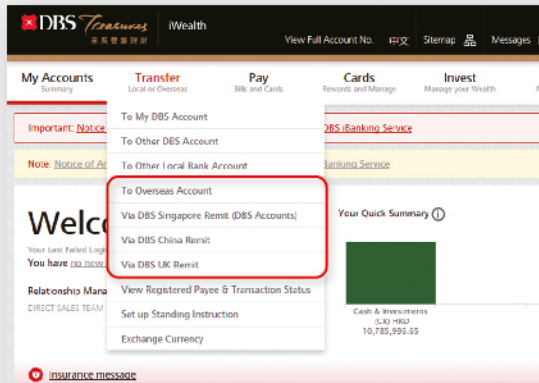 DBS Treasures
iWealth
View Full Account No. 中文 Sitemap Messages
My Accounts
Summary
Transfer
Local or Overseas
Pay
Bills and Cards
Cards
Rewards and Manage
Invest
Manage your Wealth
Important: Notice
DBS iBanking Service
Note: Notice of
Banking Service
To My DBS Account
To Other DBS Account
To Other Local Bank Account
To Overseas Account
Via DBS Singapore Remit (DBS Accounts)
Via DBS China Remit
Via DBS UK Remit
View Registered Payee & Transaction Status
Set up Standing Instruction
Exchange Currency
Welc
Your Last Failed Logi
You have no new
Relationship Mana
DIRECT SALES TEAM
Your Quick Summary
Cash & Investments
(CR) HKD
10,785,996.65
Insurance message